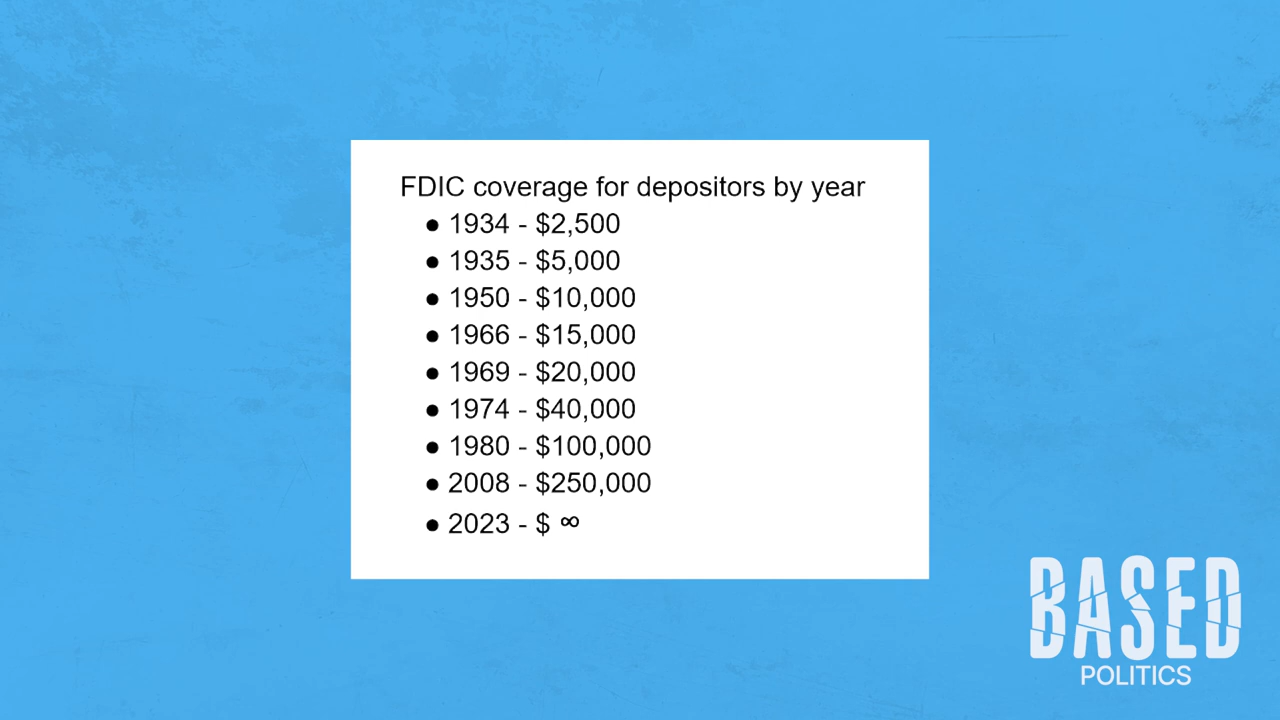 FDIC coverage for depositors by year
● 1934 - $2,500
● 1935 - $5,000
● 1950 - $10,000
● 1966 - $15,000
● 1969 - $20,000
● 1974 - $40,000
● 1980 - $100,000
● 2008 - $250,000
● 2023 - $ ∞
BASED
POLITICS